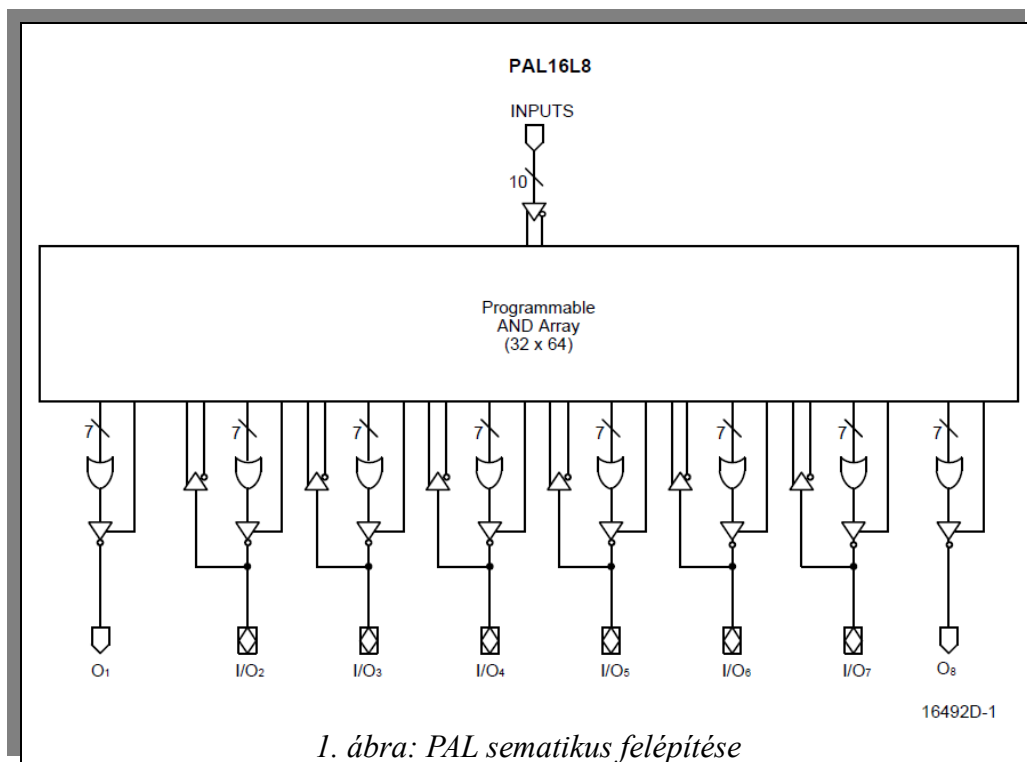 PAL16L8
INPUTS
10
Programmable
AND Array
(32 x 64)
7 7 7 7 7 7 7 7
O1 I/O2 I/O3 I/O4 I/O5 I/O6 I/O7 O8
16492D-1
1. ábra: PAL sematikus felépítése